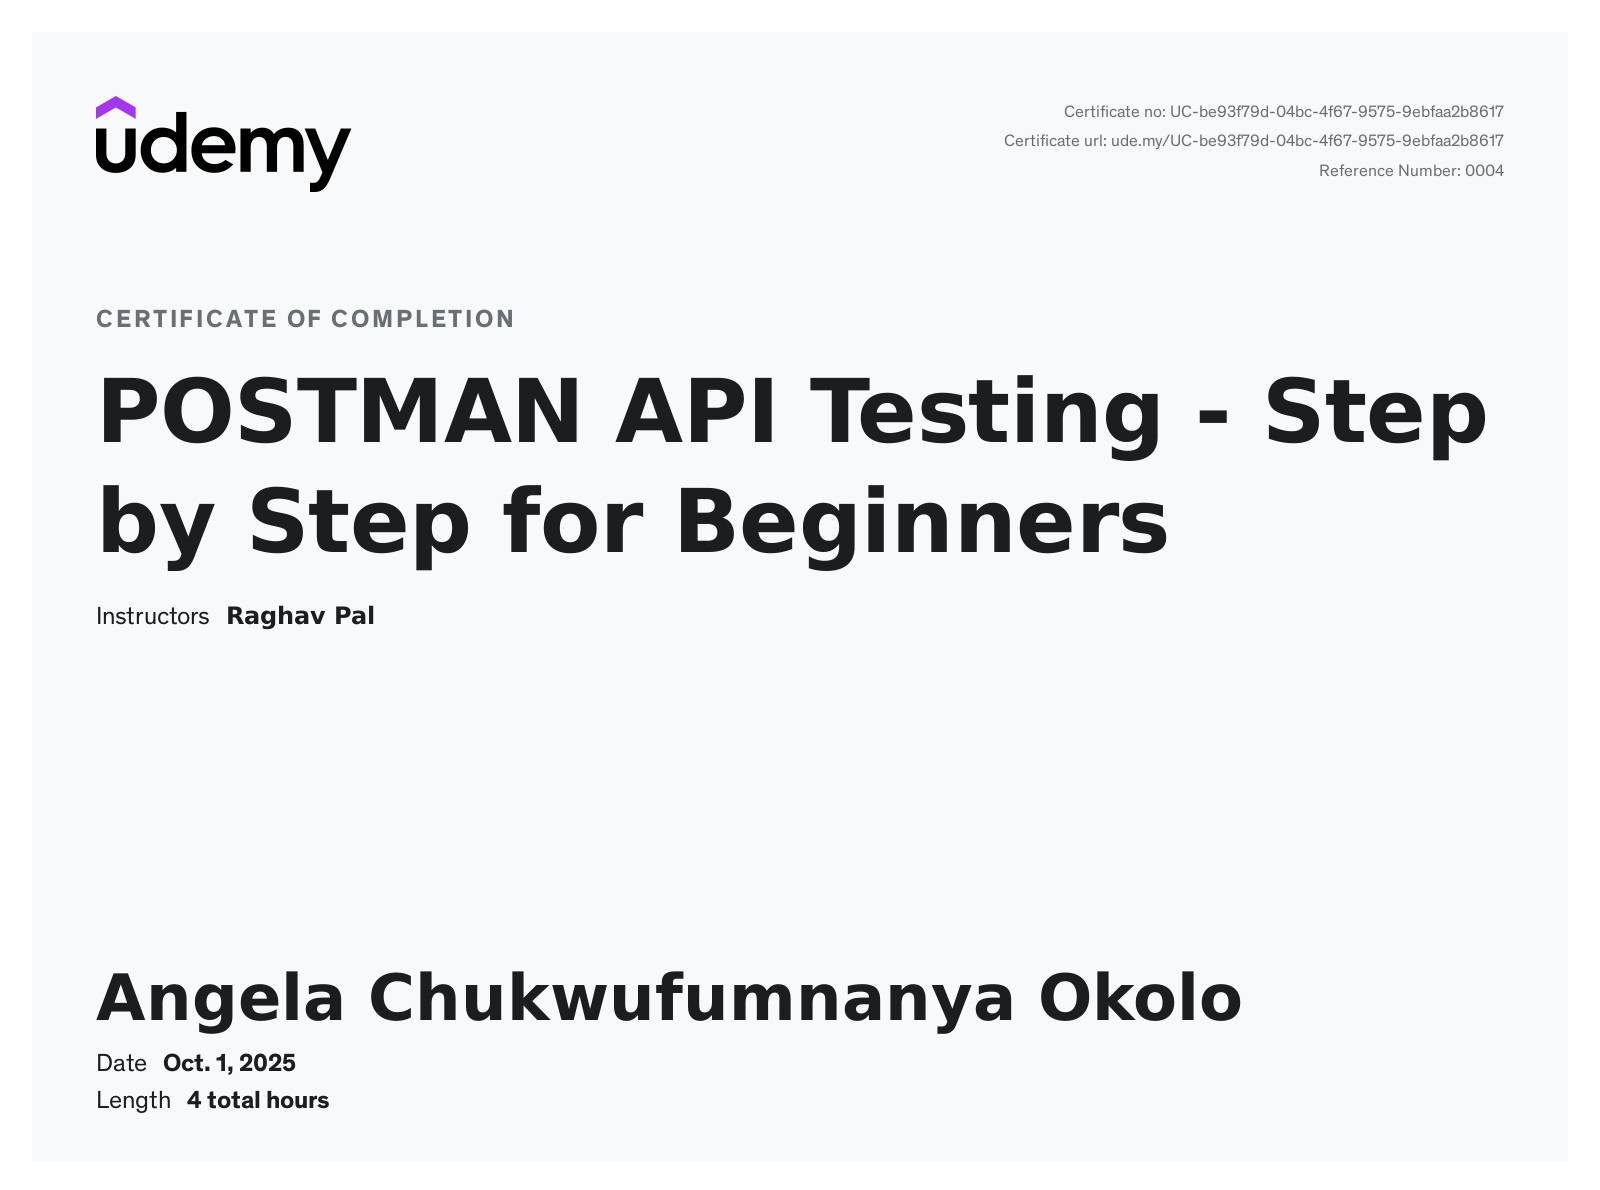 udemy
Certificate no: UC-be93f79d-04bc-4f67-9575-9ebfaa2b8617
Certificate url: ude.my/UC-be93f79d-04bc-4f67-9575-9ebfaa2b8617
Reference Number: 0004
CERTIFICATE OF COMPLETION
POSTMAN API Testing - Step
by Step for Beginners
Instructors Raghav Pal
Angela Chukwufumnanya Okolo
Date Oct. 1, 2025
Length 4 total hours